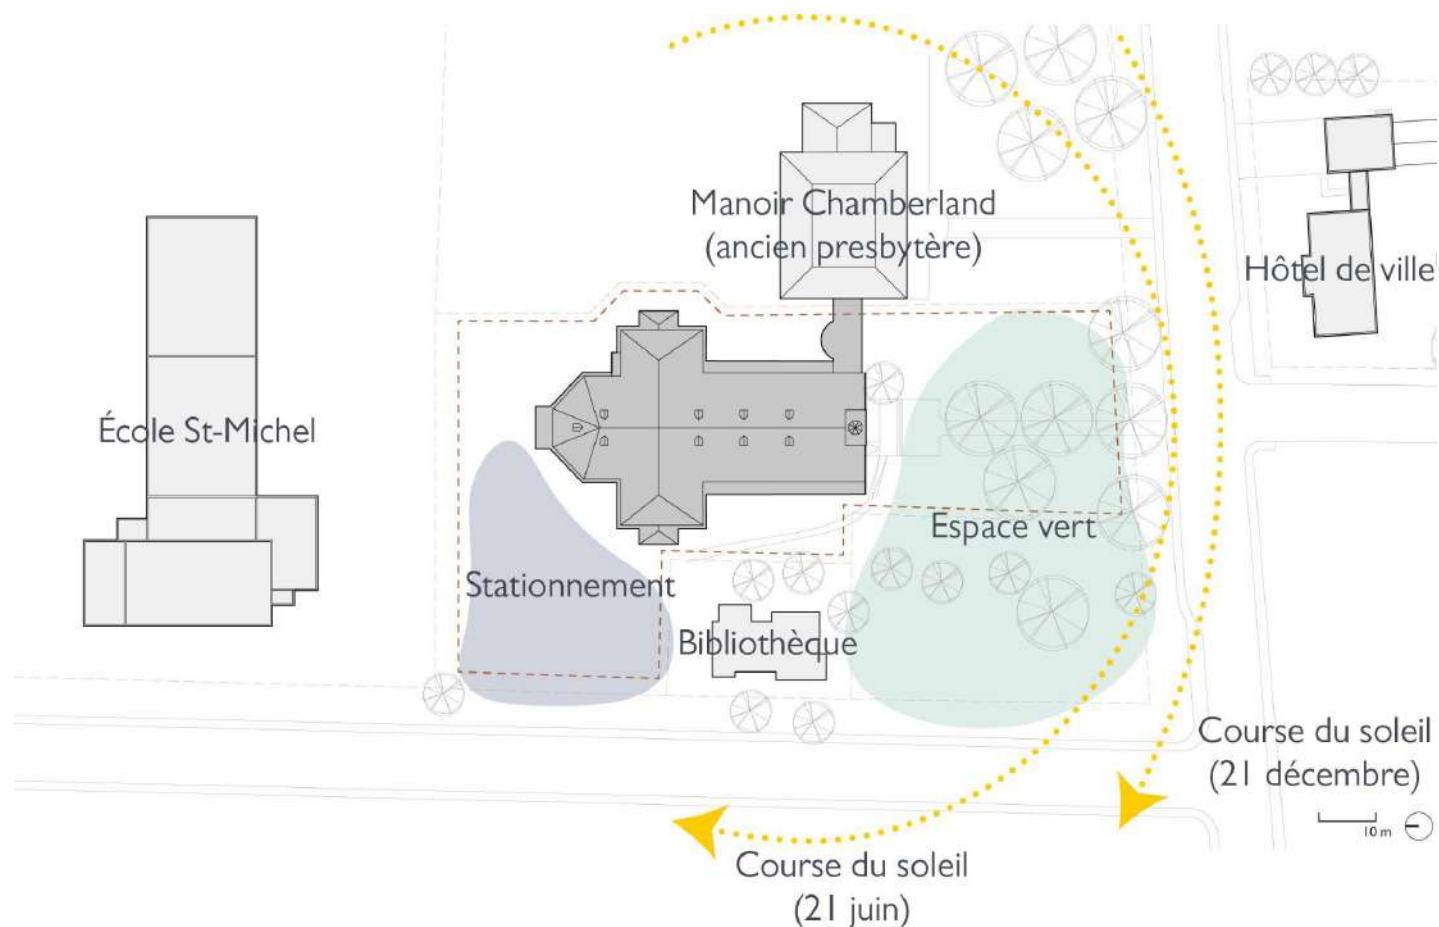 Manoir Chamberland
(ancien presbytère)
Hôtel de ville
École St-Michel
Espace vert
Stationnement
Bibliothèque
Course du soleil
(21 décembre)
10 m
Course du soleil
(21 juin)